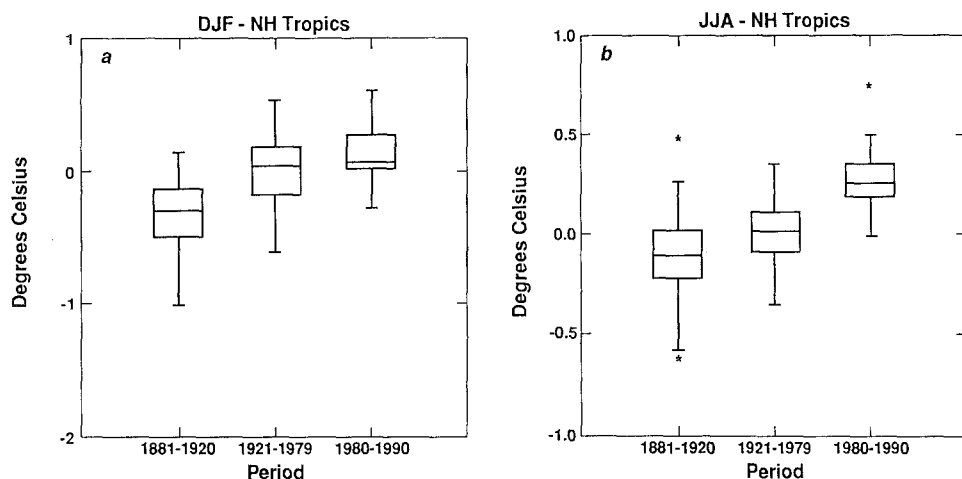 DJF - NH Tropics
a
1
0
-1
-2
Degrees Celsius
1881-1920 1921-1979 1980-1990
Period
JJA - NH Tropics
b
1.0
0.5
0.0
-0.5
-1.0
Degrees Celsius
*
*
*
1881-1920 1921-1979 1980-1990
Period